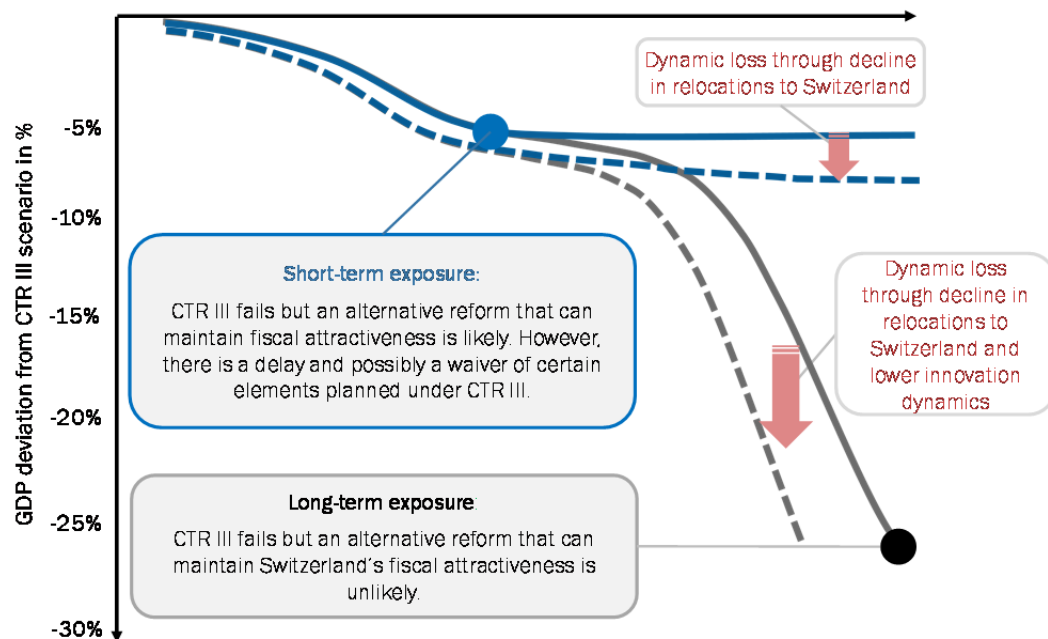 GDP deviation from CTR III scenario in %
-5%
-10%
-15%
-20%
-25%
-30%
Dynamic loss through decline
in relocations to Switzerland
Short-term exposure:
CTR III fails but an alternative reform that can
maintain fiscal attractiveness is likely. However,
there is a delay and possibly a waiver of certain
elements planned under CTR III.
Dynamic loss
through decline in
relocations to
Switzerland and
lower innovation
dynamics
Long-term exposure:
CTR III fails but an alternative reform that can
maintain Switzerland´s fiscal attractiveness is
unlikely.